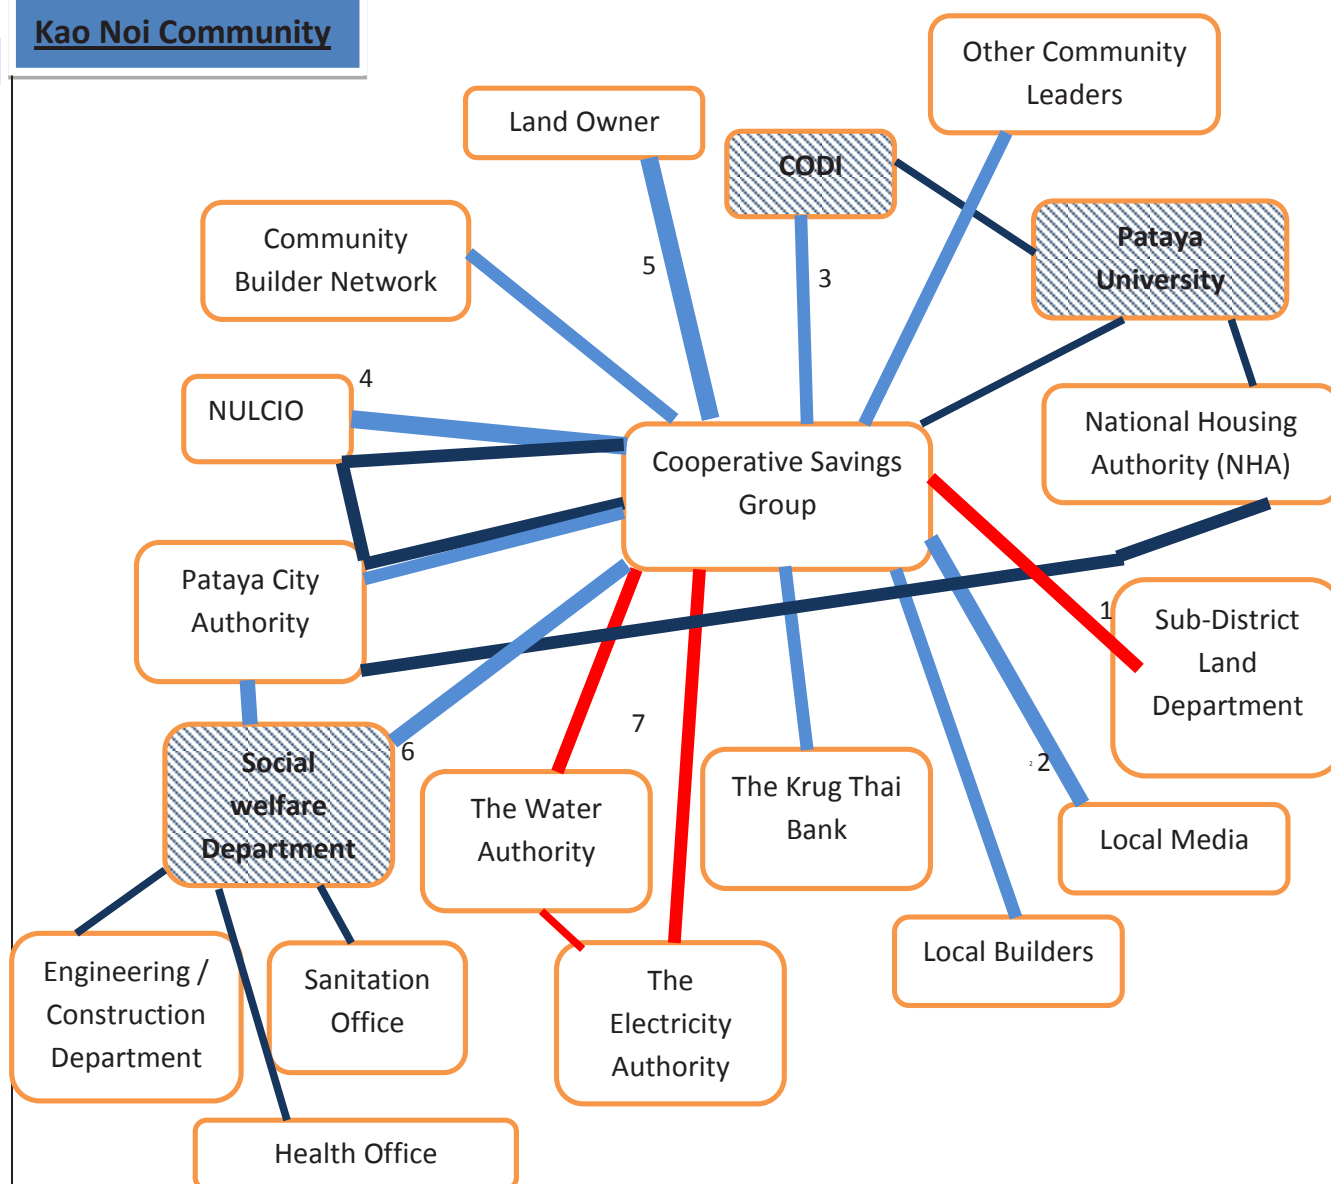 Kao Noi Community
Other Community
Leaders
Land Owner
CODI
Pataya
University
Community
Builder Network
5
3
4
NULCIO
National Housing
Authority (NHA)
Cooperative Savings
Group
Pataya City
Authority
1
Sub-District
Land
Department
Social
welfare
Department
6
7
2 2
The Water
Authority
The Krug Thai
Bank
Local Media
Local Builders
Engineering /
Construction
Department
Sanitation
Office
The
Electricity
Authority
Health Office